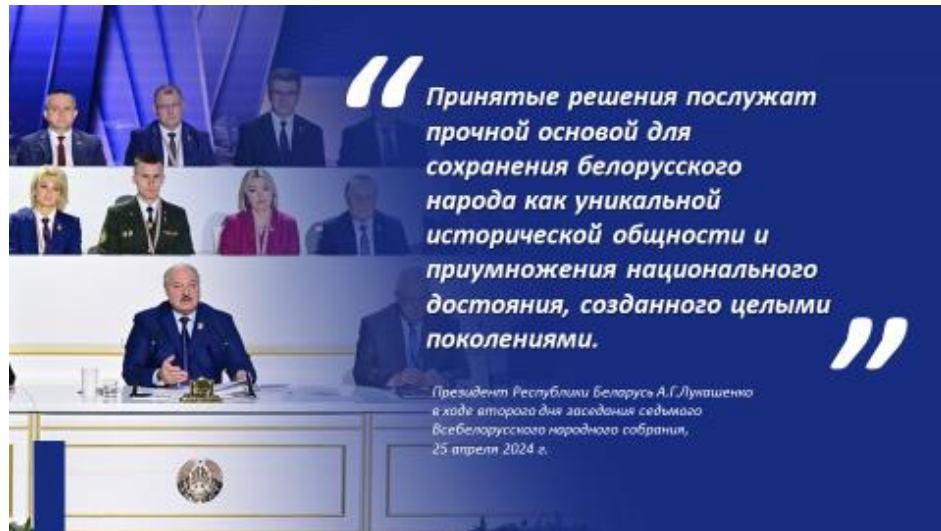 “
Принятые решения послужат
прочной основой для
сохранения белорусского
народа как уникальной
исторической общности и
приумножения национального
достояния, созданного целыми
поколениями.
”
Президент Республики Беларусь А.Г.Лукашенко
в ходе второго дня заседания седьмого
Всебелорусского народного собрания,
25 апреля 2024 г.